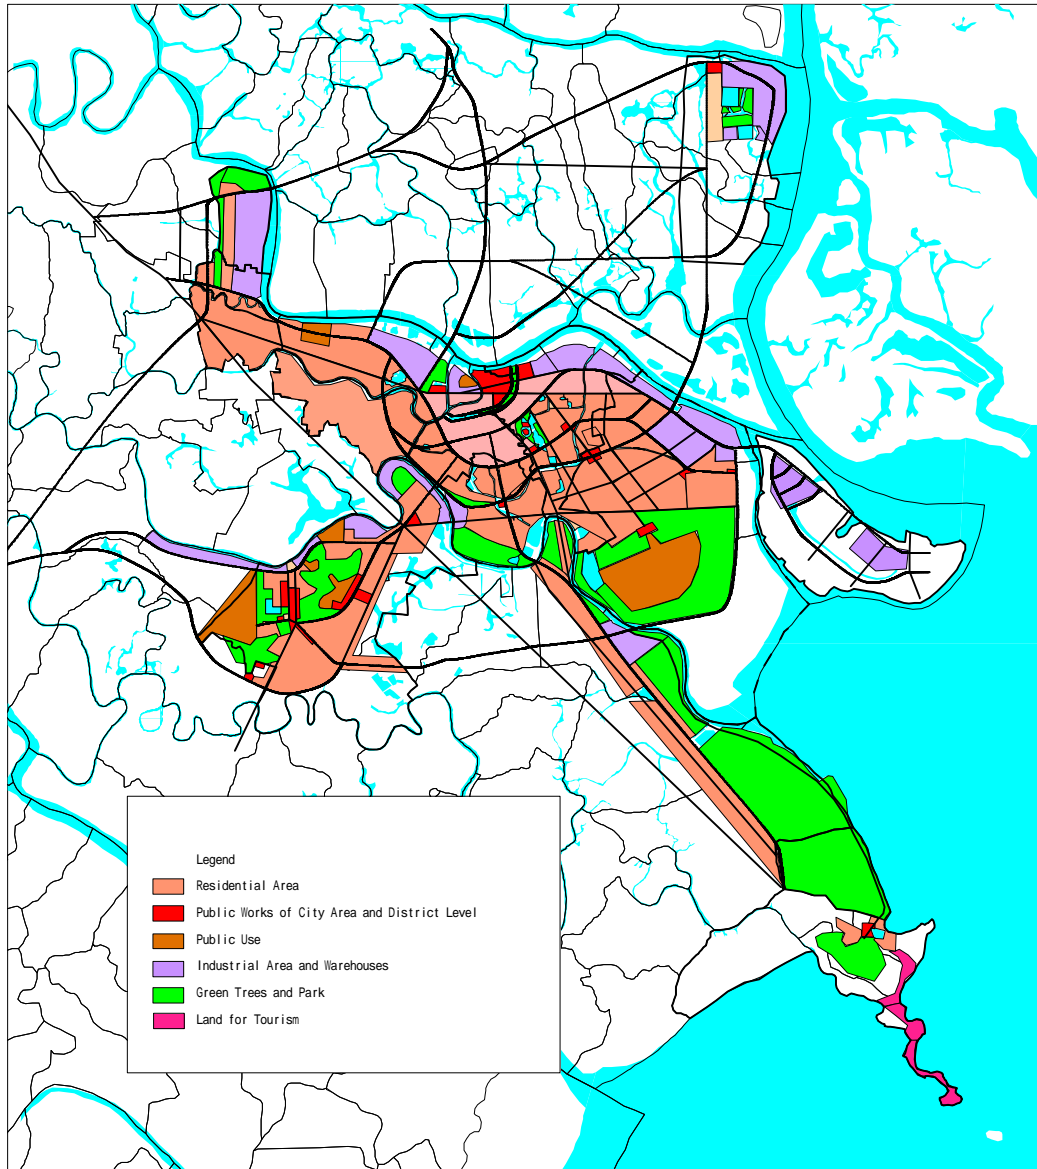 Legend
Residential Area
Public Works of City Area and District Level
Public Use
Industrial Area and Warehouses
Green Trees and Park
Land for Tourism